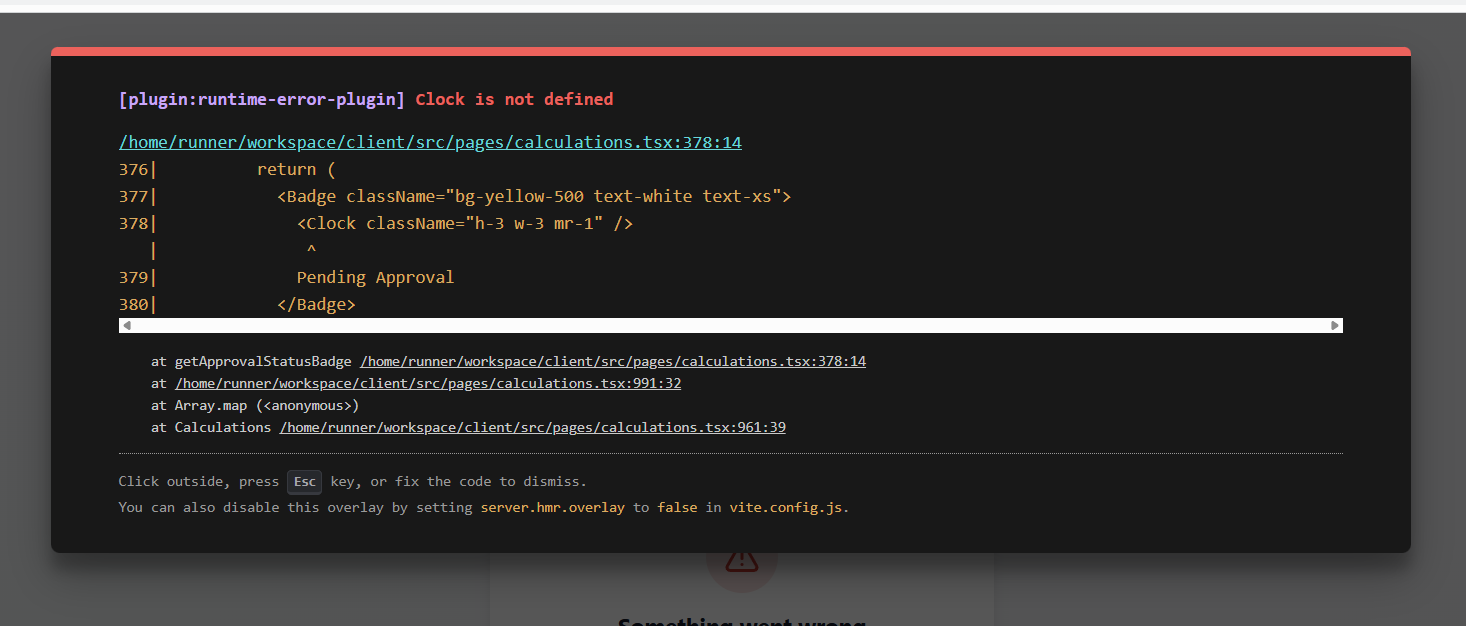 [plugin:runtime-error-plugin] Clock is not defined
/home/runner/workspace/client/src/pages/calculations.tsx:378:14
376|          return (
377|            <Badge className="bg-yellow-500 text-white text-xs">
378|              <Clock className="h-3 w-3 mr-1" />
   |               ^
379|              Pending Approval
380|            </Badge>
at getApprovalStatusBadge /home/runner/workspace/client/src/pages/calculations.tsx:378:14
at /home/runner/workspace/client/src/pages/calculations.tsx:991:32
at Array.map (<anonymous>)
at Calculations /home/runner/workspace/client/src/pages/calculations.tsx:961:39
Click outside, press Esc key, or fix the code to dismiss.
You can also disable this overlay by setting server.hmr.overlay to false in vite.config.js.
Something went wrong